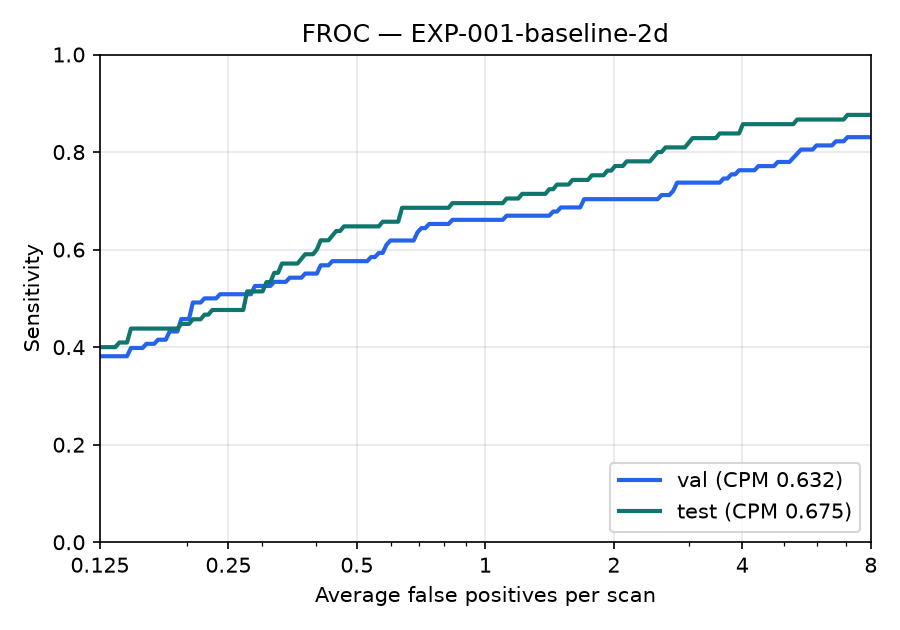 FROC — EXP-001-baseline-2d
1.0
0.8
0.6
0.4
0.2
0.0
Sensitivity
val (CPM 0.632)
test (CPM 0.675)
0.125 0.25 0.5 1 2 4 8
Average false positives per scan